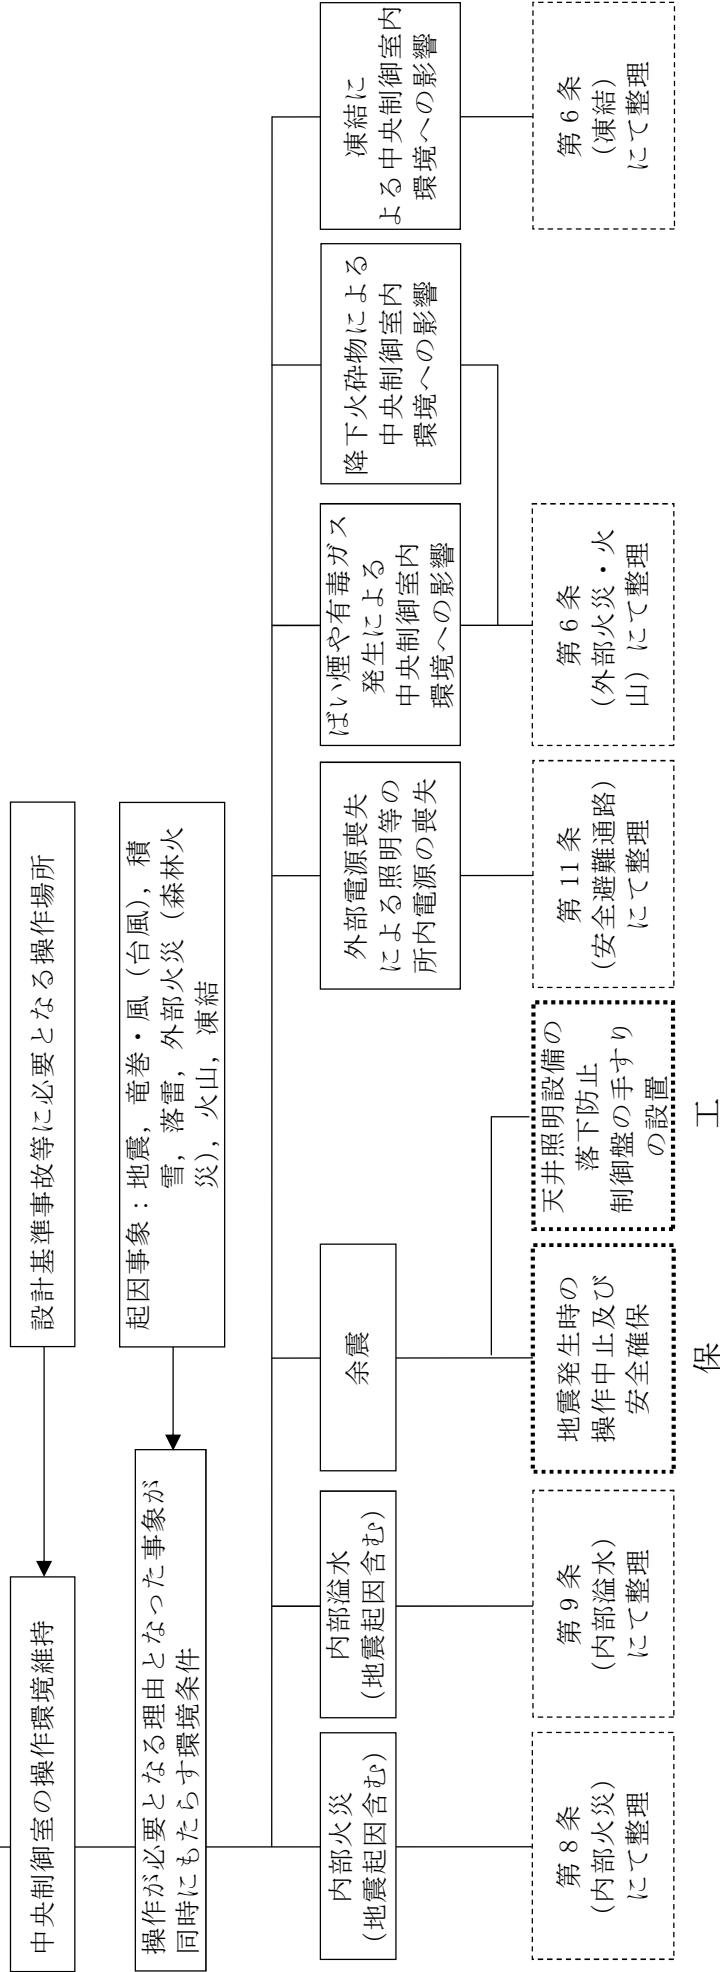 中央制御室の操作環境維持
設計基準事故等に必要となる操作場所
操作が必要となる理由となった事象が
同時にもたらす環境条件
起因事象：地震，竜巻・風（台風），積
雪，落雷，外部火災（森林火
災），火山，凍結
内部火災
(地震起因含む)
内部溢水
(地震起因含む)
余震
外部電源喪失
による照明等の
所内電源の喪失
ばい煙や有毒ガス
発生による
中央制御室内
環境への影響
降下火砕物による
中央制御室内
環境への影響
凍結に
よる中央制御室内
環境への影響
第8条
(内部火災)
にて整理
第9条
(内部溢水)
にて整理
地震発生時の
操作中止及び
安全確保
天井照明設備の
落下防止
制御盤の手すり
の設置
第11条
(安全避難通路)
にて整理
第6条
(外部火災・火
山）にて整理
第6条
(凍結)
にて整理
保
工